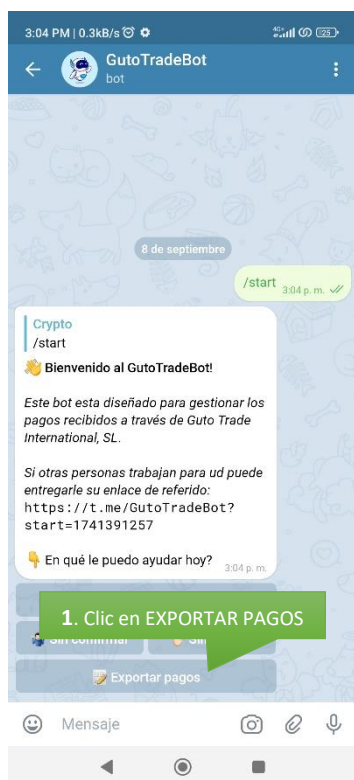 3:04 PM | 0.3kB/s
25
GutoTradeBot
bot
8 de septiembre
/start
3:04 p. m.
Crypto
/start
👋 Bienvenido al GutoTradeBot!
Este bot esta diseñado para gestionar los
pagos recibidos a través de Guto Trade
International, SL.
Si otras personas trabajan para ud puede
entregarle su enlace de referido:
https://t.me/GutoTradeBot?
start=1741391257
👇 En qué le puedo ayudar hoy?
3:04 p. m.
1. Clic en EXPORTAR PAGOS
Sin confirmar
📝 Exportar pagos
Mensaje